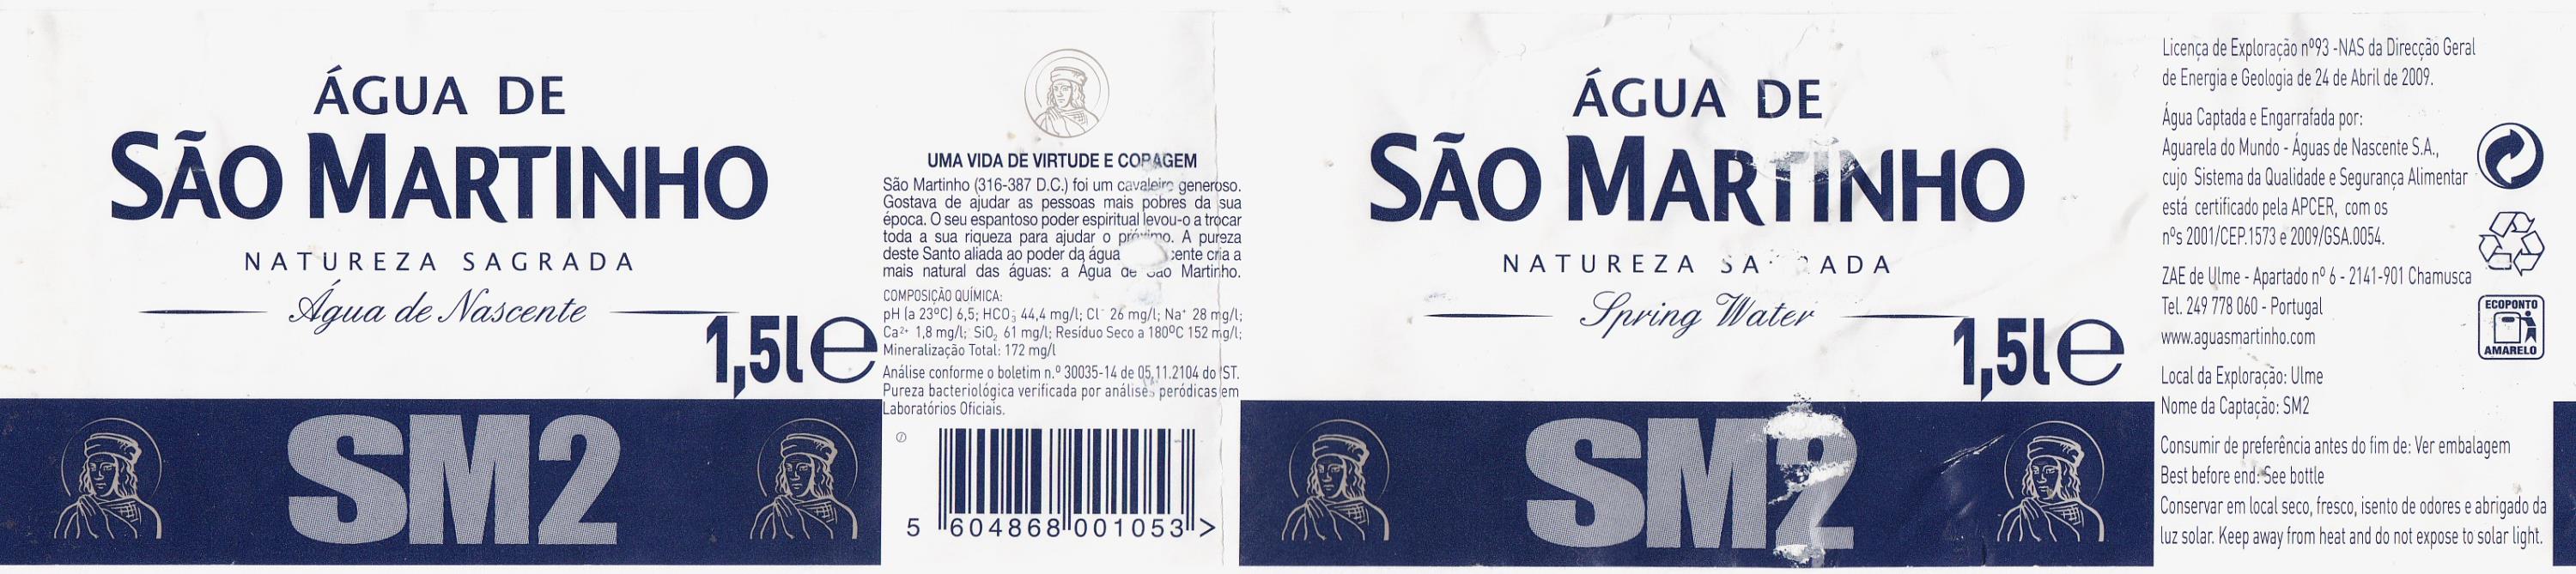 ÁGUA DE
SÃO MARTINHO
NATUREZA SAGRADA
Água de Nascente
1,5l e
SM2
UMA VIDA DE VIRTUDE E CORAGEM
São Martinho (316-387 D.C.) foi um cavaleiro generoso.
Gostava de ajudar as pessoas mais pobres da sua
época. O seu espantoso poder espiritual levou-o a trocar
toda a sua riqueza para ajudar o próximo. A pureza
deste Santo aliada ao poder da água cria a
mais natural das águas: a Água de São Martinho.
COMPOSIÇÃO QUÍMICA:
pH (a 23ºC) 6,5; HCO₃⁻ 44,4 mg/l; Cl⁻ 26 mg/l; Na⁺ 28 mg/l;
Ca²⁺ 1,8 mg/l; SiO₂ 61 mg/l; Resíduo Seco a 180ºC 152 mg/l;
Mineralização Total: 172 mg/l
Análise conforme o boletim n.º 30035-14 de 05.11.2104 do IST.
Pureza bacteriológica verificada por análises peródicas em
Laboratórios Oficiais.
5 604868 001053 >
ÁGUA DE
SÃO MARTINHO
NATUREZA SAGRADA
Spring Water
1,5l e
SM2
Licença de Exploração nº93 -NAS da Direcção Geral
de Energia e Geologia de 24 de Abril de 2009.
Água Captada e Engarrafada por:
Aguarela do Mundo - Águas de Nascente S.A.,
cujo Sistema da Qualidade e Segurança Alimentar
está certificado pela APCER, com os
nºs 2001/CEP.1573 e 2009/GSA.0054.
ZAE de Ulme - Apartado nº 6 - 2141-901 Chamusca
Tel. 249 778 060 - Portugal
www.aguasmartinho.com
Local da Exploração: Ulme
Nome da Captação: SM2
Consumir de preferência antes do fim de: Ver embalagem
Best before end: See bottle
Conservar em local seco, fresco, isento de odores e abrigado da
luz solar. Keep away from heat and do not expose to solar light.
ECOPONTO
AMARELO